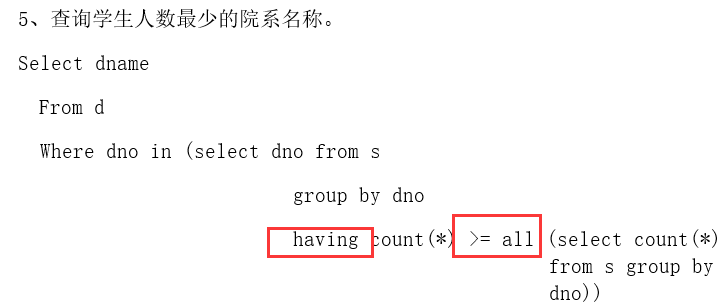 5、查询学生人数最少的院系名称。
Select dname
From d
Where dno in (select dno from s
group by dno
having count(*) >= all (select count(*)
from s group by
dno))